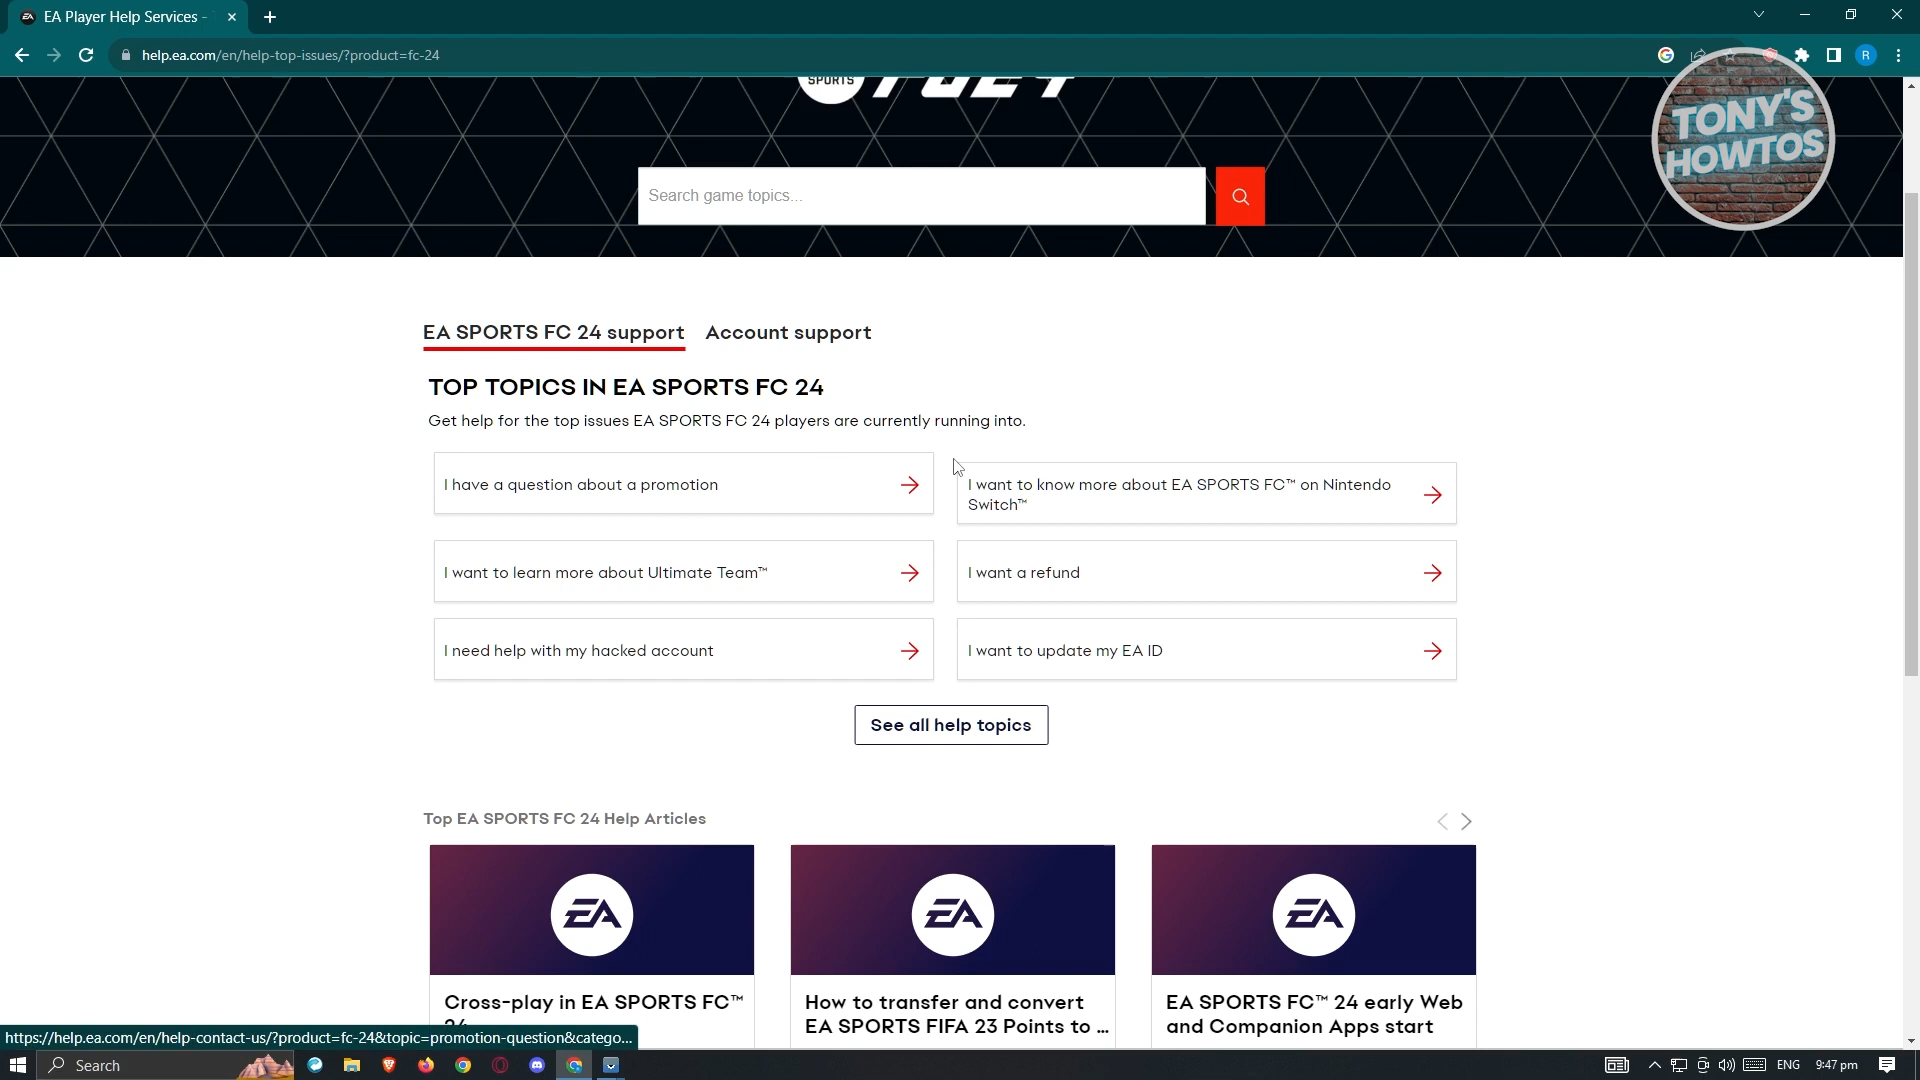 EA Player Help Services -
help.ea.com/en/help-top-issues/?product=fc-24
R
TONY'S
HOWTOS
SPORTS
Search game topics...
EA SPORTS FC 24 support
Account support
TOP TOPICS IN EA SPORTS FC 24
Get help for the top issues EA SPORTS FC 24 players are currently running into.
I have a question about a promotion
I want to know more about EA SPORTS FC™ on Nintendo
Switch™
I want to learn more about Ultimate Team™
I want a refund
I need help with my hacked account
I want to update my EA ID
See all help topics
Top EA SPORTS FC 24 Help Articles
EA
EA
EA
Cross-play in EA SPORTS FC™
24
How to transfer and convert
EA SPORTS FIFA 23 Points to ...
EA SPORTS FC™ 24 early Web
and Companion Apps start
https://help.ea.com/en/help-contact-us/?product=fc-24&topic=promotion-question&catego...
Search
ENG
9:47 pm